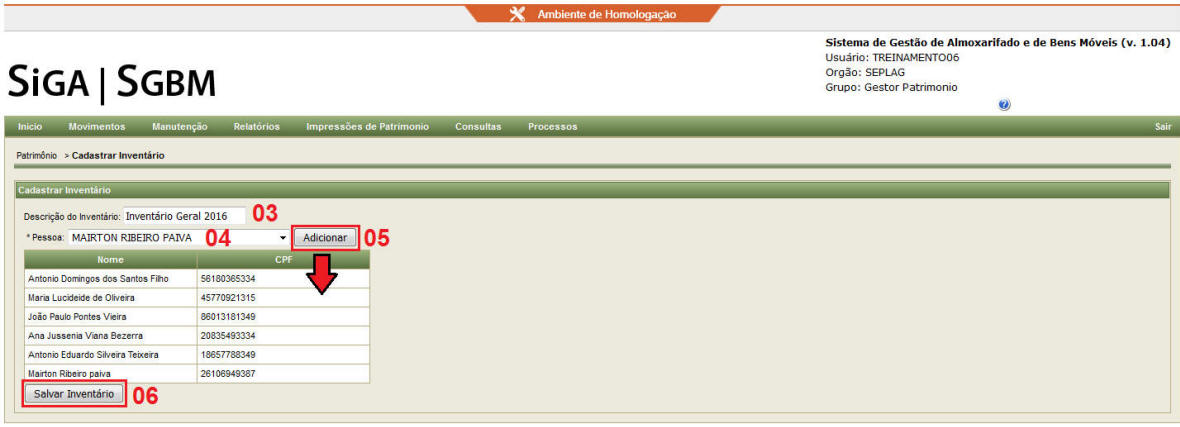 Ambiente de Homologação
Sistema de Gestão de Almoxarifado e de Bens Móveis (v. 1.04)
Usuário: TREINAMENTO06
Orgão: SEPLAG
Grupo: Gestor Patrimonio
?
SiGA | SGBM
Inicio Movimentos Manutenção Relatórios Impressões de Patrimonio Consultas Processos Sair
Patrimônio > Cadastrar Inventário
Cadastrar Inventário
Descrição do Inventário: Inventário Geral 2016 03
* Pessoa: MAIRTON RIBEIRO PAIVA 04 Adicionar 05
Nome CPF
Antonio Domingos dos Santos Filho 56180365334
Maria Lucideide de Oliveira 45770921315
João Paulo Pontes Vieira 86013181349
Ana Jussenia Viana Bezerra 20835493334
Antonio Eduardo Silveira Teixeira 18657788349
Mairton Ribeiro paiva 26106949387
Salvar Inventário 06